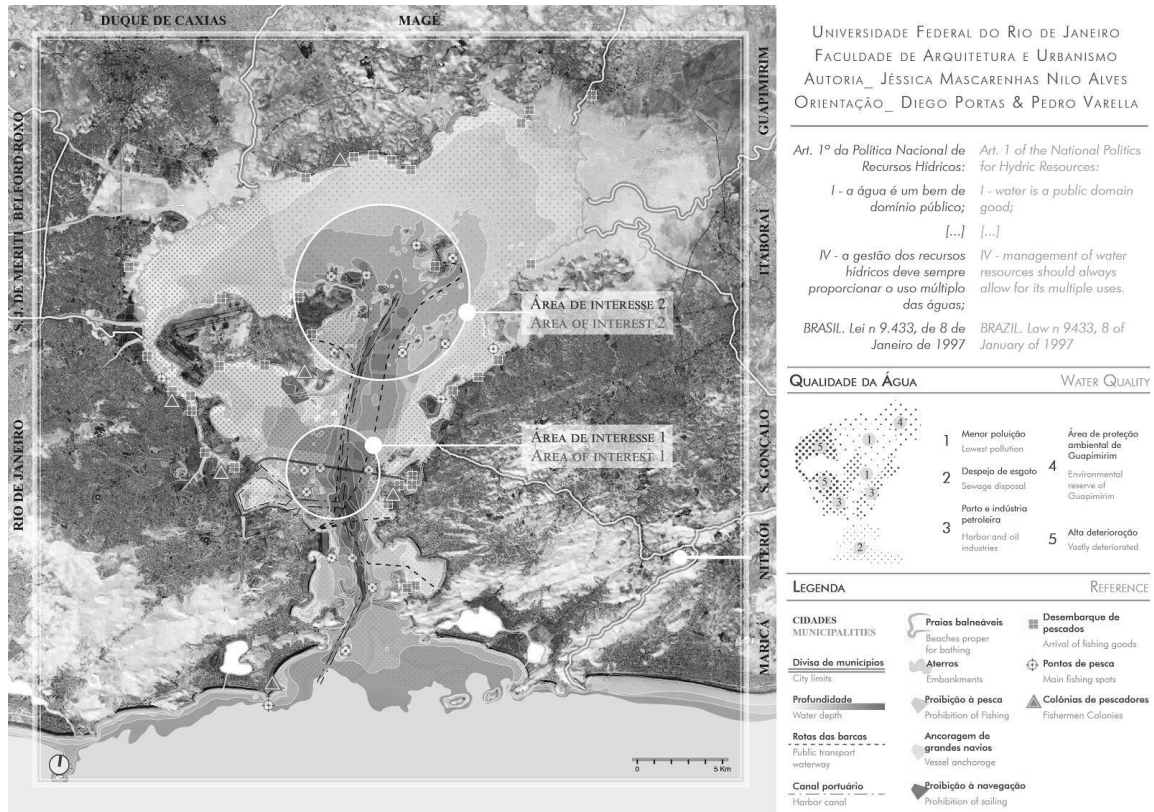 DUQUE DE CAXIAS
MAGÉ
GUAPIMIRIM
ITABORAÍ
S. GONÇALO
NITERÓI
MARICÁ
S. J. DE MERITI
BELFORD ROXO
RIO DE JANEIRO
ÁREA DE INTERESSE 2
AREA OF INTEREST 2
ÁREA DE INTERESSE 1
AREA OF INTEREST 1
0
5 Km
UNIVERSIDADE FEDERAL DO RIO DE JANEIRO
FACULDADE DE ARQUITETURA E URBANISMO
AUTORIA_ JÉSSICA MASCARENHAS NILO ALVES
ORIENTAÇÃO_ DIEGO PORTAS & PEDRO VARELLA
Art. 1º da Política Nacional de
Recursos Hídricos:
I - a água é um bem de
domínio público;
[...]
IV - a gestão dos recursos
hídricos deve sempre
proporcionar o uso múltiplo
das águas;
BRASIL. Lei n 9.433, de 8 de
Janeiro de 1997
Art. 1 of the National Politics
for Hydric Resources:
I - water is a public domain
good;
[...]
IV - management of water
resources should always
allow for its multiple uses.
BRAZIL. Law n 9433, 8 of
January of 1997
QUALIDADE DA ÁGUA
WATER QUALITY
5
4
1
5
1
3
3
2
1
Menor poluição
Lowest pollution
2
Despejo de esgoto
Sewage disposal
3
Porto e indústria
petroleira
Harbor and oil
industries
4
Área de proteção
ambiental de
Guapimirim
Environmental
reserve of
Guapimirim
5
Alta deterioração
Vastly deteriorated
LEGENDA
REFERENCE
CIDADES
MUNICIPALITIES
Divisa de municípios
City limits
Profundidade
Water depth
Rotas das barcas
Public transport
waterway
Canal portuário
Harbor canal
Praias balneáveis
Beaches proper
for bathing
Aterros
Embankments
Proibição à pesca
Prohibition of Fishing
Ancoragem de
grandes navios
Vessel anchorage
Proibição à navegação
Prohibition of sailing
Desembarque de
pescados
Arrival of fishing goods
Pontos de pesca
Main fishing spots
Colônias de pescadores
Fishermen Colonies